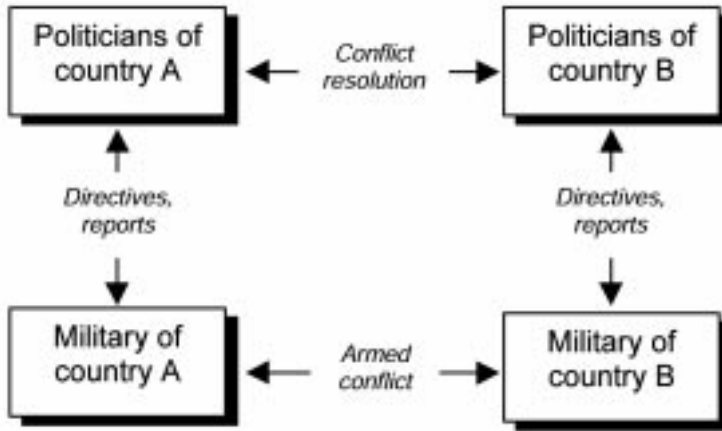 Politicians of
country A
Conflict
resolution
Politicians of
country B
Directives,
reports
Directives,
reports
Military of
country A
Armed
conflict
Military of
country B